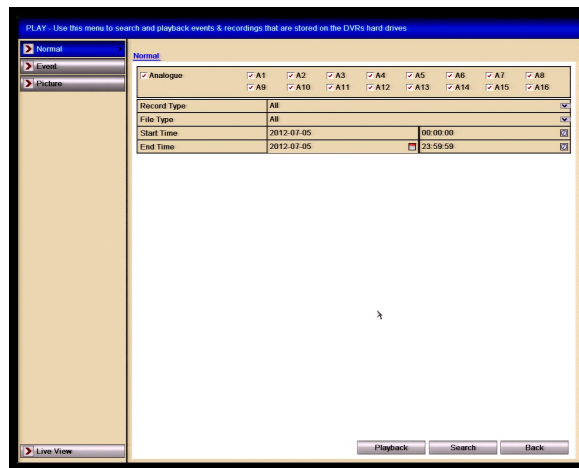 PLAY - Use this menu to search and playback events & recordings that are stored on the DVRs hard drives
Normal
Event
Picture
Normal
Analogue A1 A2 A3 A4 A5 A6 A7 A8
A9 A10 A11 A12 A13 A14 A15 A16
Record Type All
File Type All
Start Time 2012-07-05 00:00:00
End Time 2012-07-05 23:59:59
Live View
Playback Search Back